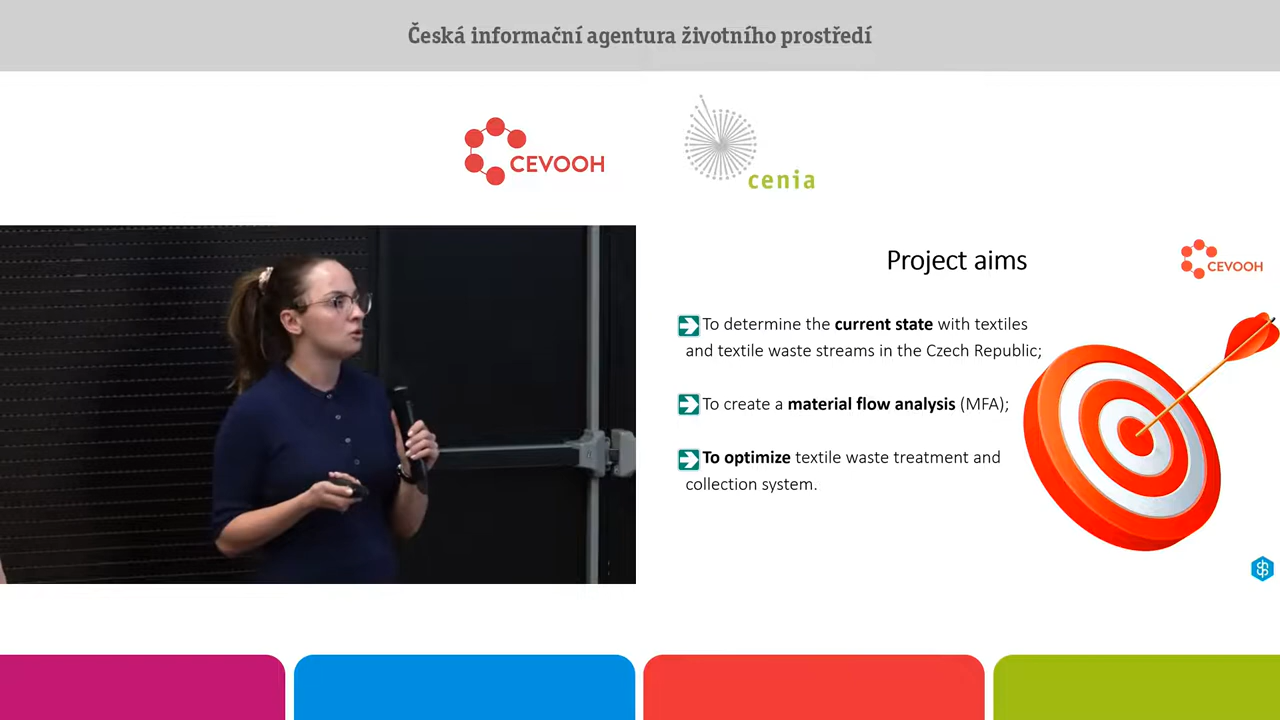 Česká informační agentura životního prostředí
CEVOOH
cenia
Project aims
CEVOOH
To determine the current state with textiles
and textile waste streams in the Czech Republic;
To create a material flow analysis (MFA);
To optimize textile waste treatment and
collection system.